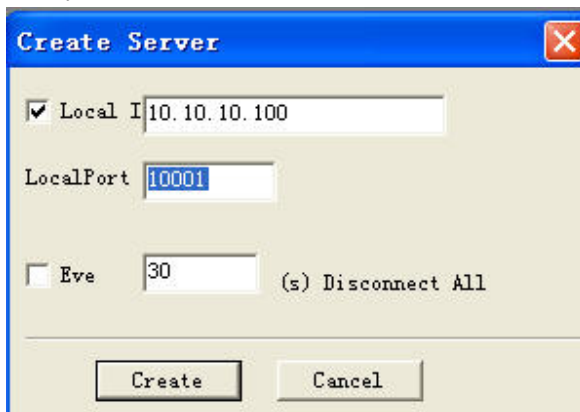 Create Server
Local I 10.10.10.100
LocalPort 10001
Eve 30 (s) Disconnect All
Create Cancel